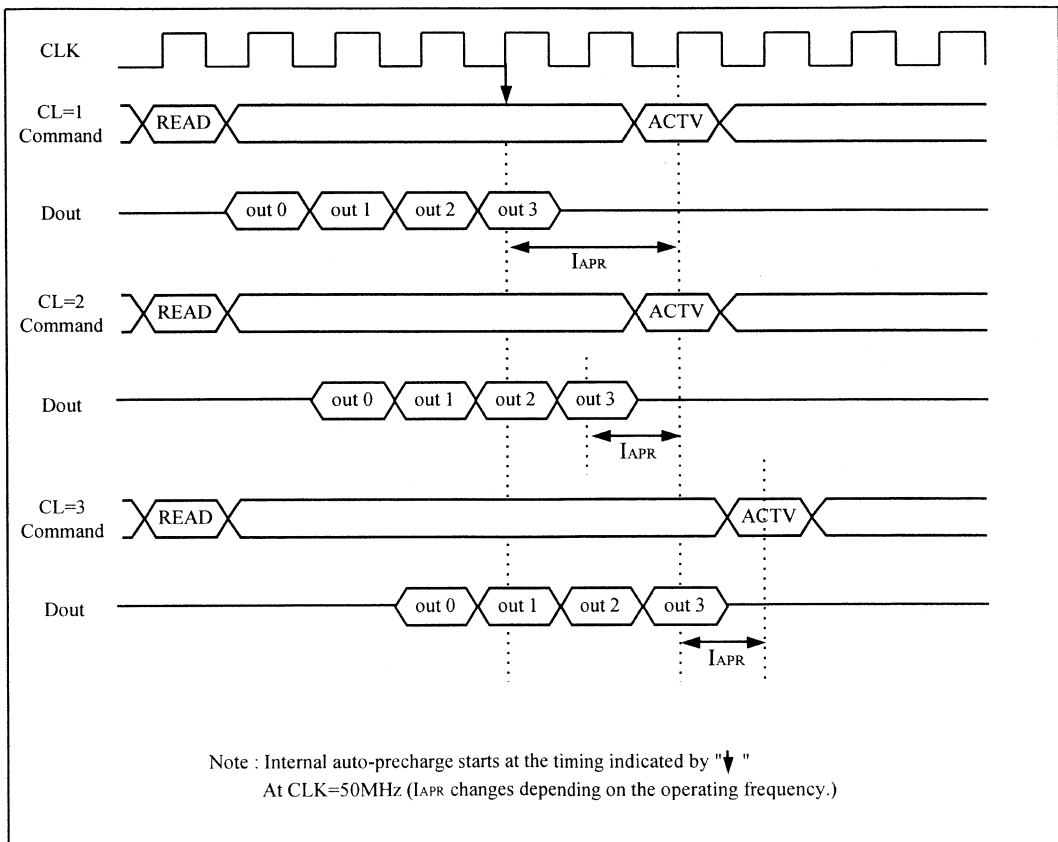 CLK
CL=1
Command
READ
ACTV
Dout
out 0 out 1 out 2 out 3
IAPR
CL=2
Command
READ
ACTV
Dout
out 0 out 1 out 2 out 3
IAPR
CL=3
Command
READ
ACTV
Dout
out 0 out 1 out 2 out 3
IAPR
Note : Internal auto-precharge starts at the timing indicated by "↓ "
At CLK=50MHz (IAPR changes depending on the operating frequency.)